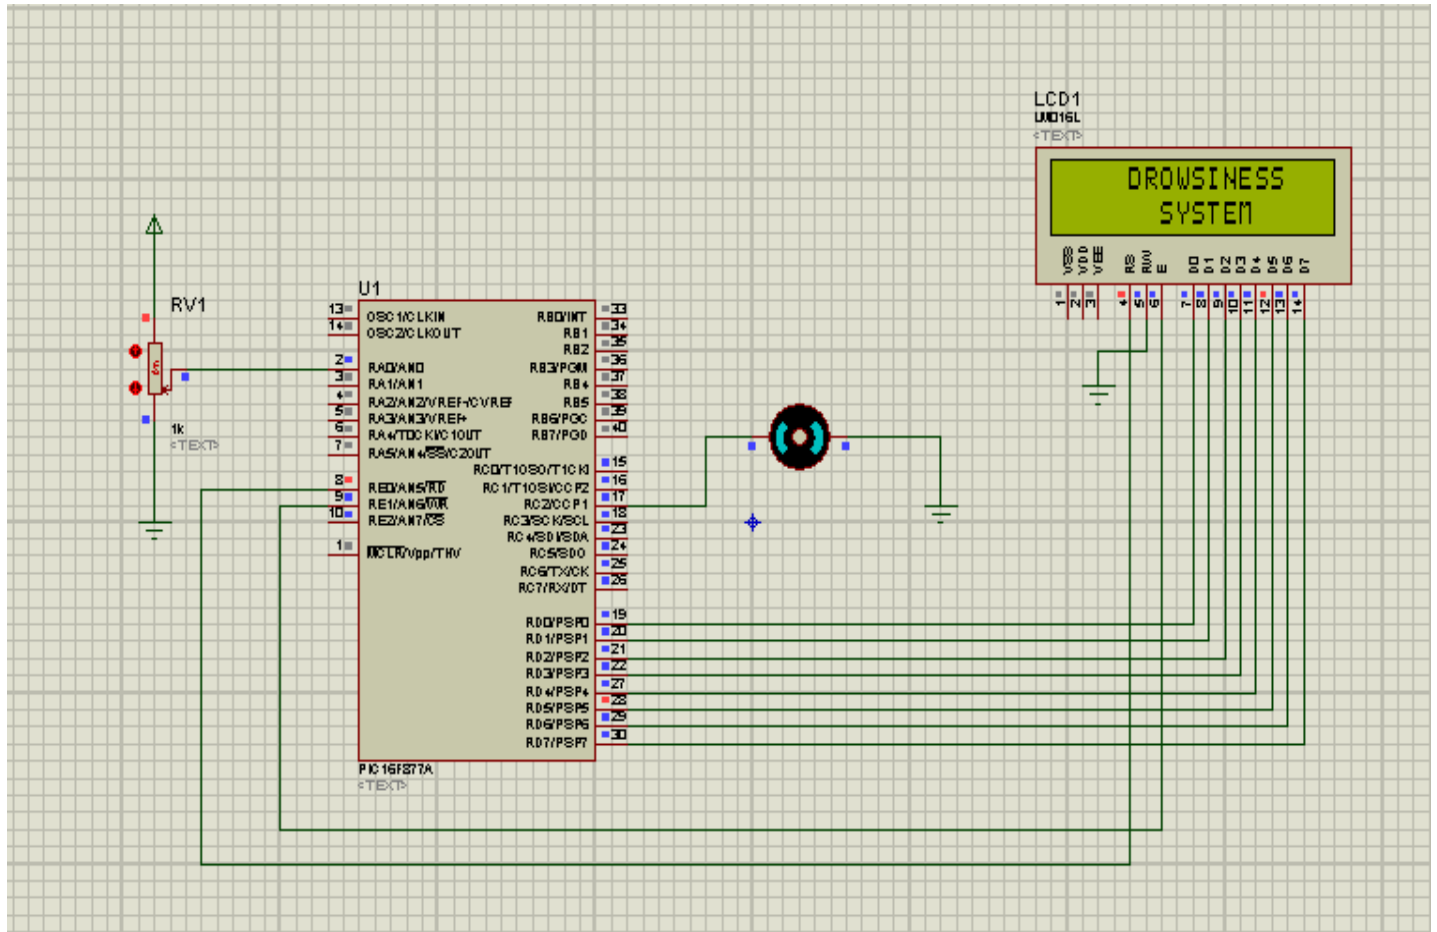 LCD1
LM016L
<TEXT>
DROWSINESS
SYSTEM
VSS VDD VEE RS RW E D0 D1 D2 D3 D4 D5 D6 D7
1 2 3 4 5 6 7 8 9 10 11 12 13 14
RV1
1k
<TEXT>
U1
13 OSC1/CLKIN RB0/INT 33
14 OSC2/CLKOUT RB1 34
RB2 35
2 RA0/AN0 RB3/PGM 36
3 RA1/AN1 RB4 37
4 RA2/AN2/VREF-/CVREF RB5 38
5 RA3/AN3/VREF+ RB6/PGC 39
6 RA4/T0CKI/C1OUT RB7/PGD 40
7 RA5/AN4/SS/C2OUT
RC0/T1OSO/T1CKI 15
8 RE0/AN5/RD RC1/T1OSI/CCP2 16
9 RE1/AN6/WR RC2/CCP1 17
10 RE2/AN7/CS RC3/SCK/SCL 18
RC4/SDI/SDA 23
1 MCLR/Vpp/THV RC5/SDO 24
RC6/TX/CK 25
RC7/RX/DT 26
RD0/PSP0 19
RD1/PSP1 20
RD2/PSP2 21
RD3/PSP3 22
RD4/PSP4 27
RD5/PSP5 28
RD6/PSP6 29
RD7/PSP7 30
PIC16F877A
<TEXT>